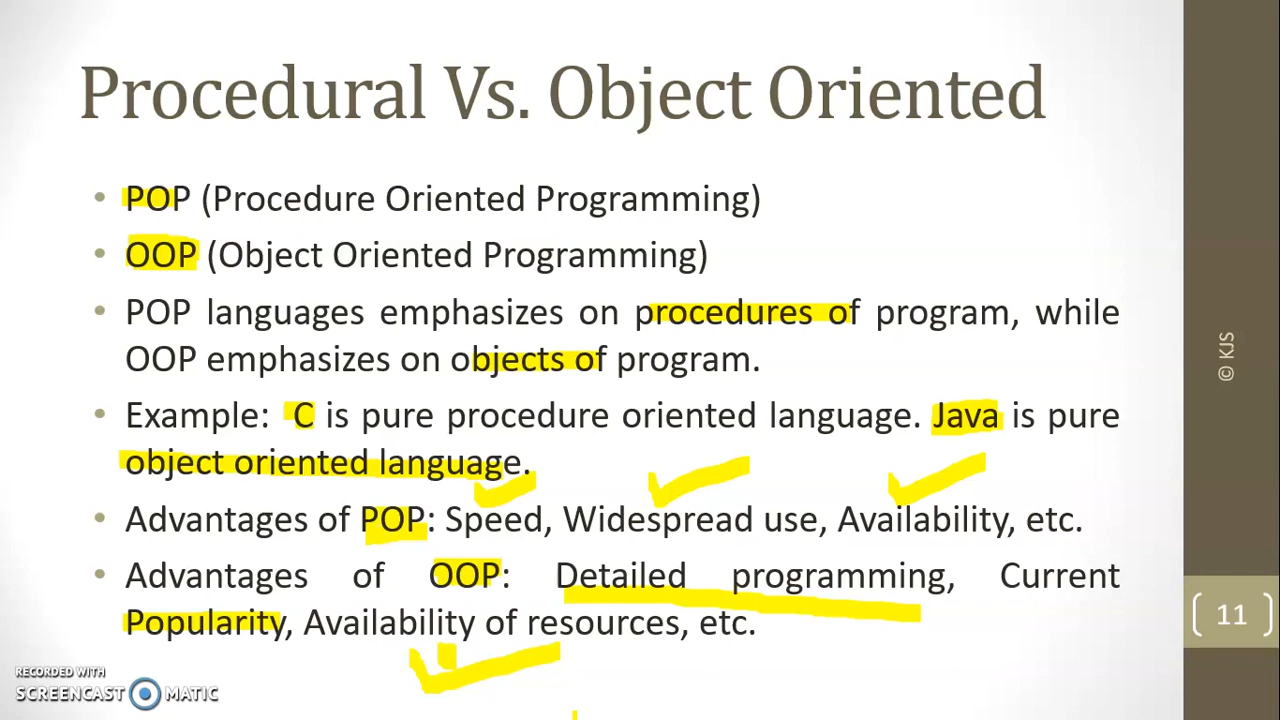 Procedural Vs. Object Oriented
• POP (Procedure Oriented Programming)
• OOP (Object Oriented Programming)
• POP languages emphasizes on procedures of program, while
OOP emphasizes on objects of program.
• Example: C is pure procedure oriented language. Java is pure
object oriented language.
• Advantages of POP: Speed, Widespread use, Availability, etc.
• Advantages of OOP: Detailed programming, Current
Popularity, Availability of resources, etc.
© KJS
11
RECORDED WITH
SCREENCAST MATIC